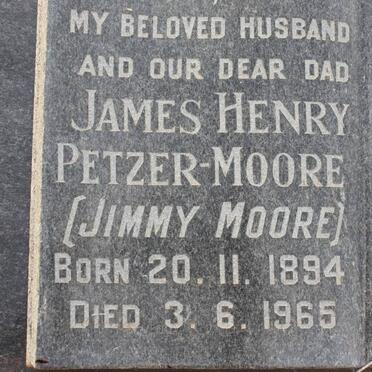 MY BELOVED HUSBAND
AND OUR DEAR DAD
JAMES HENRY
PETZER-MOORE
(JIMMY MOORE)
BORN 20. 11. 1894
DIED 3. 6. 1965